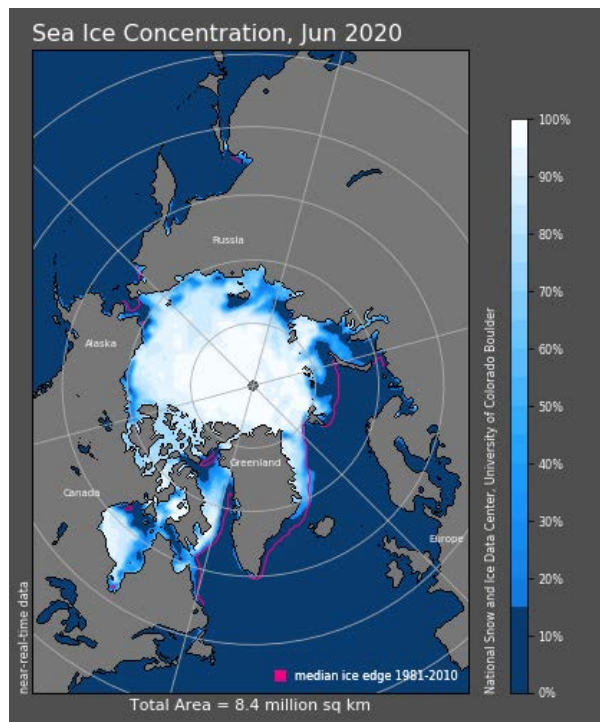 Sea Ice Concentration, Jun 2020
100%
90%
80%
70%
60%
50%
40%
30%
20%
10%
0%
Russia
Alaska
Greenland
Canada
Europe
near-real-time data
National Snow and Ice Data Center, University of Colorado Boulder
median ice edge 1981-2010
Total Area = 8.4 million sq km